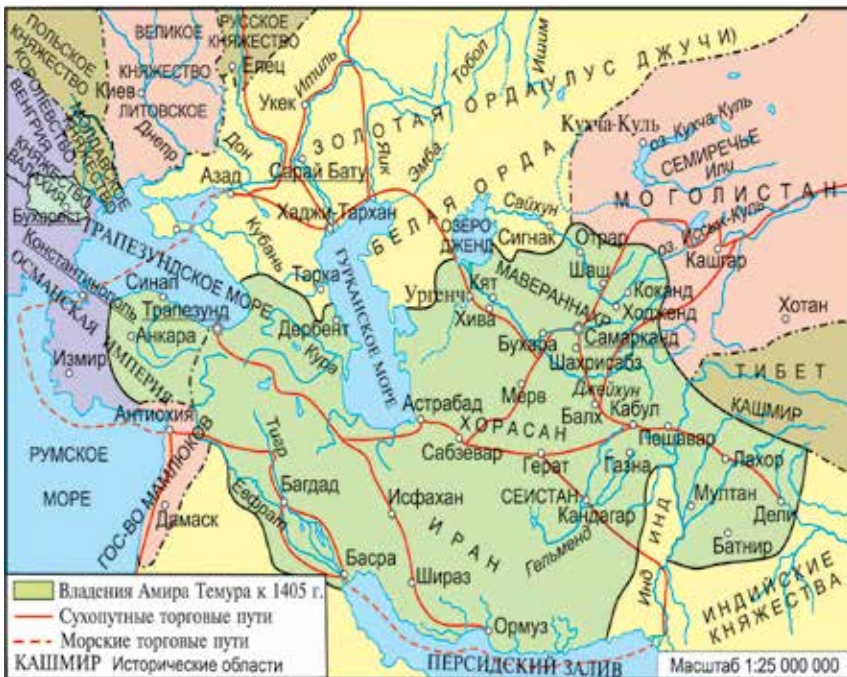 ПОЛЬСКОЕ
КНЯЖЕСТВО
ВЕЛИКОЕ
КНЯЖЕСТВО
ЛИТОВСКОЕ
РУССКОЕ
КНЯЖЕСТВО
Елец
Киев
Днепр
КОРОЛЕВСТВО
ВЕНГРИЯ
МОЛДАВСКОЕ
КНЯЖЕСТВО
КНЯЖЕСТВО
ВАЛАХИЯ
Бухарест
Укек
Итиль
Дон
Сарай Бату
Азад
Хаджи-Тархан
Яик
Эмба
Тобол
Ишим
ЗОЛОТАЯ ОРДА(УЛУС ДЖУЧИ)
БЕЛАЯ ОРДА
Кухча-Куль
оз. Кухча-Куль
СЕМИРЕЧЬЕ
Или
МОГОЛИСТАН
оз. Иссык-Куль
Кашгар
Хотан
ТИБЕТ
КАШМИР
Сайхун
Сигнак
Отрар
ОЗЕРО
ДЖЕНД
Шаш
Коканд
Ходженд
МАВЕРАННАХР
Самарканд
Шахрисабз
Ургенч
Кят
Хива
Бухара
Мерв
Джейхун
Балх
Кабул
Пешавар
Газна
Лахор
Мултан
Дели
Батнир
Кубань
Тарха
Дербент
Кура
ГУРКАНСКОЕ МОРЕ
ТРАПЕЗУНДСКОЕ МОРЕ
Константинополь
Синап
Трапезунд
Анкара
ОСМАНСКАЯ ИМПЕРИЯ
Измир
Антиохия
РУМСКОЕ
МОРЕ
ГОС-ВО МАМЛЮКОВ
Дамаск
Тигр
Евфрат
Багдад
Басра
Астрабад
Сабзевар
ХОРАСАН
Герат
СЕИСТАН
Кандагар
Гельменд
Исфахан
ИРАН
Шираз
Ормуз
ИНД
Инд
ИНДИЙСКИЕ
КНЯЖЕСТВА
ПЕРСИДСКИЙ ЗАЛИВ
Владения Амира Темура к 1405 г.
Сухопутные торговые пути
Морские торговые пути
КАШМИР Исторические области
Масштаб 1:25 000 000